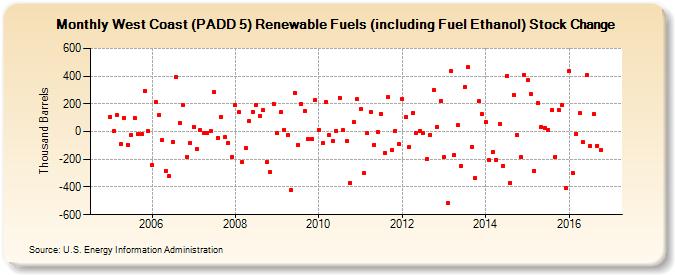 Monthly West Coast (PADD 5) Renewable Fuels (including Fuel Ethanol) Stock Change
Thousand Barrels
600
400
200
0
-200
-400
-600
2006 2008 2010 2012 2014 2016
Source: U.S. Energy Information Administration